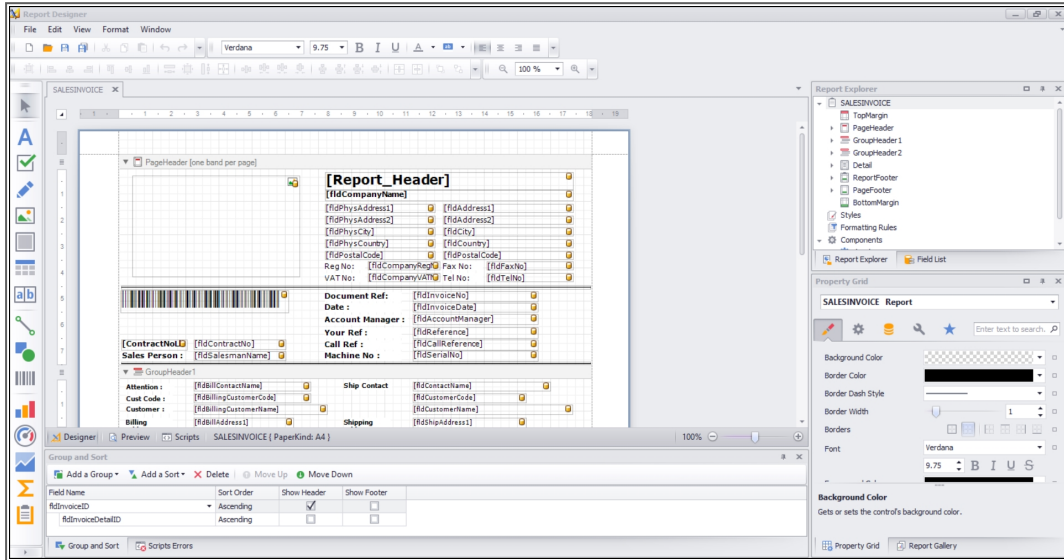 Report Designer
File Edit View Format Window
Verdana 9.75 B I U A
100 %
SALESINVOICE
PageHeader [one band per page]
[Report_Header]
[fldCompanyName]
[fldPhysAddress1] [fldAddress1]
[fldPhysAddress2] [fldAddress2]
[fldPhysCity] [fldCity]
[fldPhysCountry] [fldCountry]
[fldPostalCode] [fldPostalCode]
Reg No: [fldCompanyRegN Fax No: [fldFaxNo]
VAT No: [fldCompanyVATN Tel No: [fldTelNo]
Document Ref: [fldInvoiceNo]
Date : [fldInvoiceDate]
Account Manager : [fldAccountManager]
Your Ref : [fldReference]
[ContractNoL [fldContractNo] Call Ref : [fldCallReference]
Sales Person : [fldSalesmanName] Machine No : [fldSerialNo]
GroupHeader1
Attention : [fldBillContactName] Ship Contact [fldContactName]
Cust Code : [fldBillingCustomerCode] [fldCustomerCode]
Customer : [fldBillingCustomerName] [fldCustomerName]
Billing [fldBillAddress1] Shipping [fldShipAddress1]
Designer Preview Scripts SALESINVOICE { PaperKind: A4 } 100%
Group and Sort
Add a Group Add a Sort Delete Move Up Move Down
Field Name Sort Order Show Header Show Footer
fldInvoiceID Ascending
fldInvoiceDetailID Ascending
Group and Sort Scripts Errors
Report Explorer
SALESINVOICE
TopMargin
PageHeader
GroupHeader1
GroupHeader2
Detail
ReportFooter
PageFooter
BottomMargin
Styles
Formatting Rules
Components
Report Explorer Field List
Property Grid
SALESINVOICE Report
Enter text to search.
Background Color
Border Color
Border Dash Style
Border Width 1
Borders
Font Verdana
9.75 B I U S
Background Color
Gets or sets the control's background color.
Property Grid Report Gallery